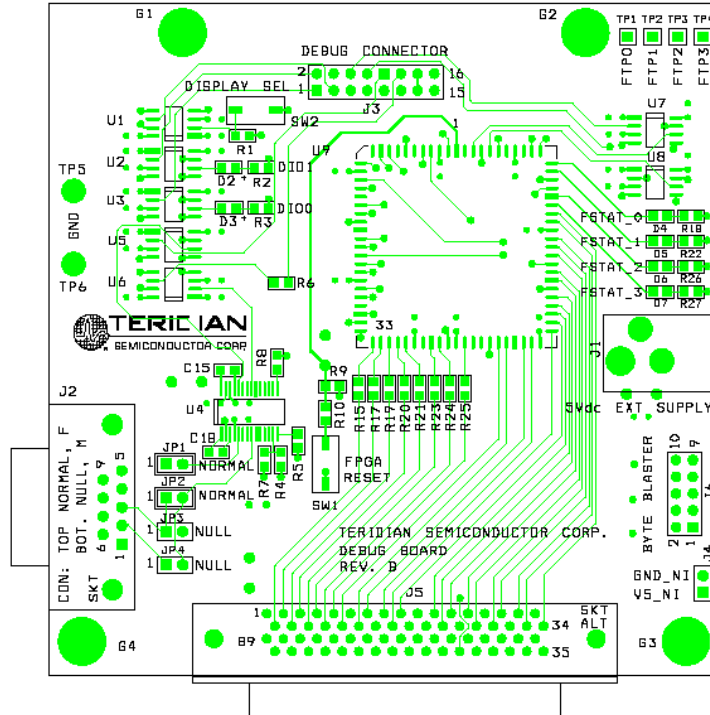 G1
G2
TP1 TP2 TP3 TP4
FTP0 FTP1 FTP2 FTP3
DEBUG CONNECTOR
2
16
1
15
DISPLAY SEL
J3
SW2
U1
R1
U9
1
U7
U2
D2+ R2 DIO1
U8
TP5
U3
D3+ R3 DIO0
GND
U5
FSTAT_0
D4 R18
FSTAT_1
D5 R22
FSTAT_2
D6 R26
FSTAT_3
D7 R27
TP6
U6
R6
TERIDIAN
SEMICONDUCTOR CORP
33
J1
5Vdc EXT SUPPLY
C15
R8
R9
R10
U4
R15 R17 R19 R20 R21 R23 R24 R25
C18
R7 R4 R5
FPGA
RESET
SW1
J2
CON: TOP NORMAL, F
BOT. NULL, M
SKT
9
5
6
1
JP1
1
NORMAL
JP2
1
NORMAL
JP3
1
NULL
JP4
1
NULL
BYTE BLASTER
10 9
2 1
TERIDIAN SEMICONDUCTOR CORP.
DEBUG BOARD
REV. B
GND_NI
V5_NI
J5
1
SKT
ALT
34
89
35
G4
G3